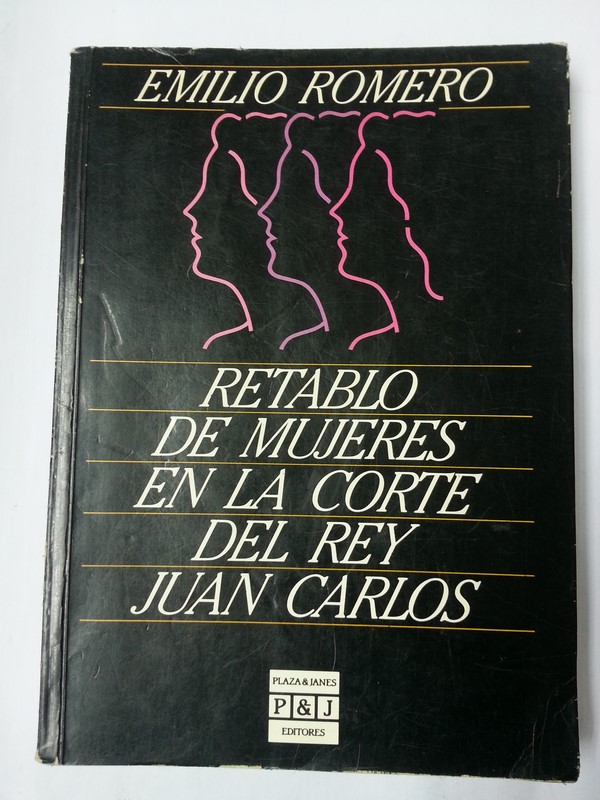 EMILIO ROMERO
RETABLO
DE MUJERES
EN LA CORTE
DEL REY
JUAN CARLOS
PLAZA & JANES
P & J
EDITORES